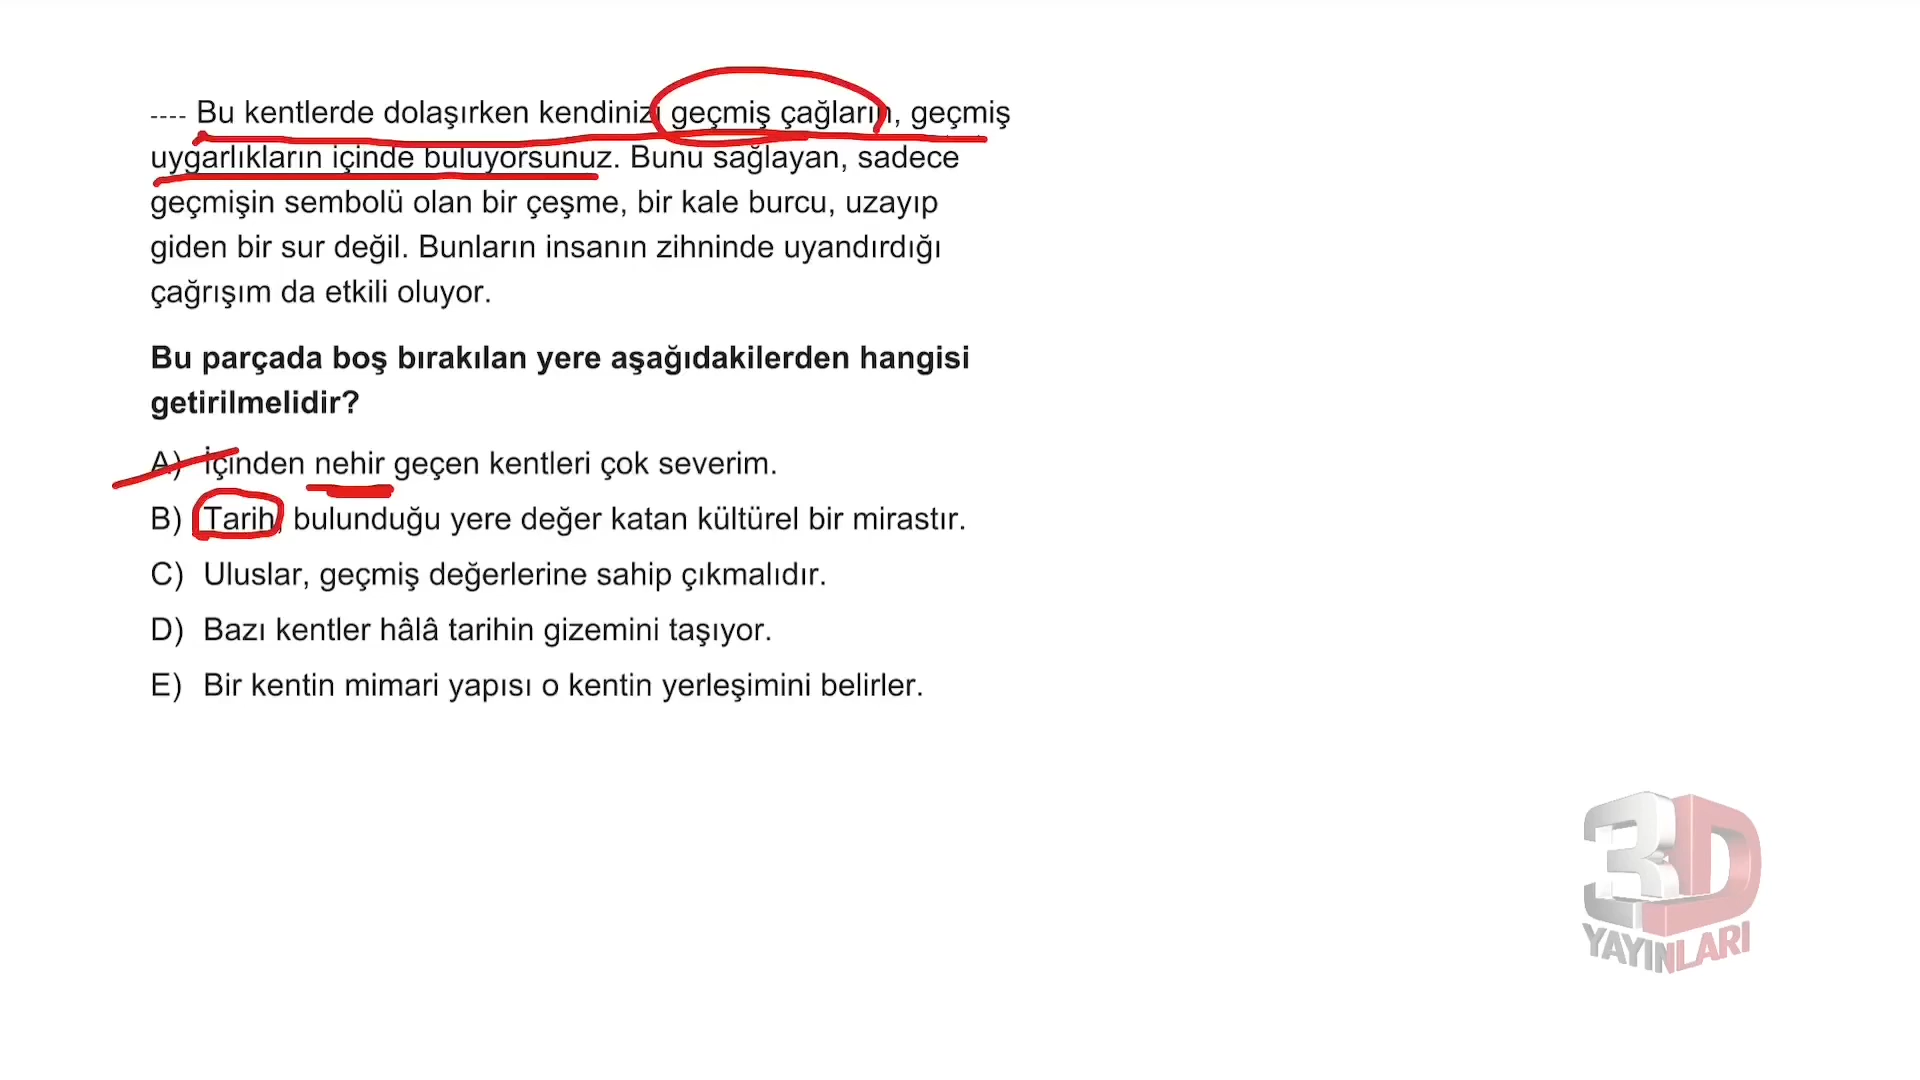 ---- Bu kentlerde dolaşırken kendinizi geçmiş çağların, geçmiş
uygarlıkların içinde buluyorsunuz. Bunu sağlayan, sadece
geçmişin sembolü olan bir çeşme, bir kale burcu, uzayıp
giden bir sur değil. Bunların insanın zihninde uyandırdığı
çağrışım da etkili oluyor.
Bu parçada boş bırakılan yere aşağıdakilerden hangisi
getirilmelidir?
A) İçinden nehir geçen kentleri çok severim.
B) Tarih, bulunduğu yere değer katan kültürel bir mirastır.
C) Uluslar, geçmiş değerlerine sahip çıkmalıdır.
D) Bazı kentler hâlâ tarihin gizemini taşıyor.
E) Bir kentin mimari yapısı o kentin yerleşimini belirler.
3D
YAYINLARI